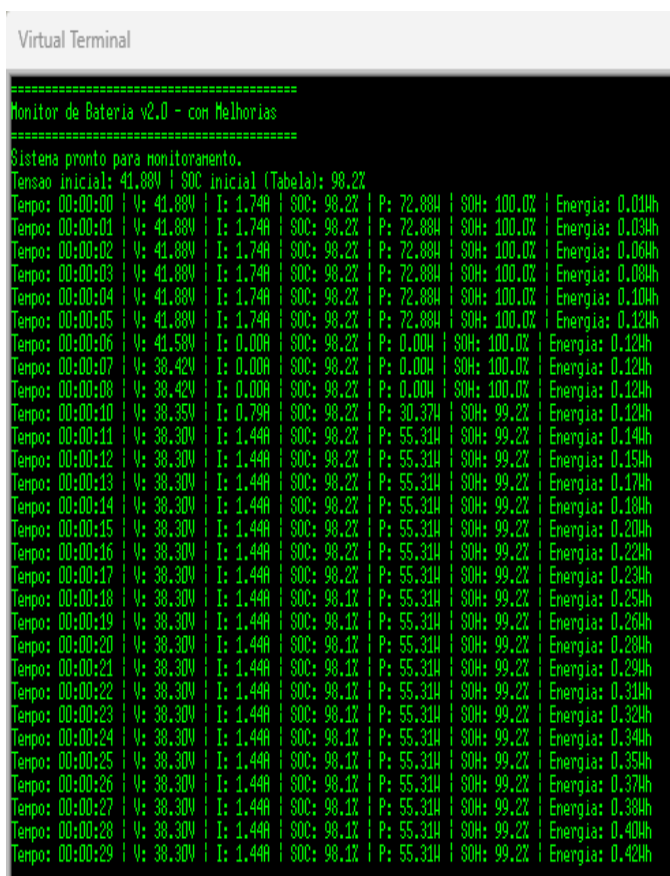 Virtual Terminal
==========================================
Monitor de Bateria v2.0 - com Melhorias
==========================================
Sistema pronto para monitoramento.
Tensao inicial: 41.88V | SOC inicial (Tabela): 98.2%
Tempo: 00:00:00 | V: 41.88V | I: 1.74A | SOC: 98.2% | P: 72.88W | SOH: 100.0% | Energia: 0.01Wh
Tempo: 00:00:01 | V: 41.88V | I: 1.74A | SOC: 98.2% | P: 72.88W | SOH: 100.0% | Energia: 0.03Wh
Tempo: 00:00:02 | V: 41.88V | I: 1.74A | SOC: 98.2% | P: 72.88W | SOH: 100.0% | Energia: 0.06Wh
Tempo: 00:00:03 | V: 41.88V | I: 1.74A | SOC: 98.2% | P: 72.88W | SOH: 100.0% | Energia: 0.08Wh
Tempo: 00:00:04 | V: 41.88V | I: 1.74A | SOC: 98.2% | P: 72.88W | SOH: 100.0% | Energia: 0.10Wh
Tempo: 00:00:05 | V: 41.88V | I: 1.74A | SOC: 98.2% | P: 72.88W | SOH: 100.0% | Energia: 0.12Wh
Tempo: 00:00:06 | V: 41.58V | I: 0.00A | SOC: 98.2% | P: 0.00W | SOH: 100.0% | Energia: 0.12Wh
Tempo: 00:00:07 | V: 38.42V | I: 0.00A | SOC: 98.2% | P: 0.00W | SOH: 100.0% | Energia: 0.12Wh
Tempo: 00:00:08 | V: 38.42V | I: 0.00A | SOC: 98.2% | P: 0.00W | SOH: 100.0% | Energia: 0.12Wh
Tempo: 00:00:10 | V: 38.35V | I: 0.79A | SOC: 98.2% | P: 30.37W | SOH: 99.2% | Energia: 0.12Wh
Tempo: 00:00:11 | V: 38.30V | I: 1.44A | SOC: 98.2% | P: 55.31W | SOH: 99.2% | Energia: 0.14Wh
Tempo: 00:00:12 | V: 38.30V | I: 1.44A | SOC: 98.2% | P: 55.31W | SOH: 99.2% | Energia: 0.15Wh
Tempo: 00:00:13 | V: 38.30V | I: 1.44A | SOC: 98.2% | P: 55.31W | SOH: 99.2% | Energia: 0.17Wh
Tempo: 00:00:14 | V: 38.30V | I: 1.44A | SOC: 98.2% | P: 55.31W | SOH: 99.2% | Energia: 0.18Wh
Tempo: 00:00:15 | V: 38.30V | I: 1.44A | SOC: 98.2% | P: 55.31W | SOH: 99.2% | Energia: 0.20Wh
Tempo: 00:00:16 | V: 38.30V | I: 1.44A | SOC: 98.2% | P: 55.31W | SOH: 99.2% | Energia: 0.22Wh
Tempo: 00:00:17 | V: 38.30V | I: 1.44A | SOC: 98.2% | P: 55.31W | SOH: 99.2% | Energia: 0.23Wh
Tempo: 00:00:18 | V: 38.30V | I: 1.44A | SOC: 98.1% | P: 55.31W | SOH: 99.2% | Energia: 0.25Wh
Tempo: 00:00:19 | V: 38.30V | I: 1.44A | SOC: 98.1% | P: 55.31W | SOH: 99.2% | Energia: 0.26Wh
Tempo: 00:00:20 | V: 38.30V | I: 1.44A | SOC: 98.1% | P: 55.31W | SOH: 99.2% | Energia: 0.28Wh
Tempo: 00:00:21 | V: 38.30V | I: 1.44A | SOC: 98.1% | P: 55.31W | SOH: 99.2% | Energia: 0.29Wh
Tempo: 00:00:22 | V: 38.30V | I: 1.44A | SOC: 98.1% | P: 55.31W | SOH: 99.2% | Energia: 0.31Wh
Tempo: 00:00:23 | V: 38.30V | I: 1.44A | SOC: 98.1% | P: 55.31W | SOH: 99.2% | Energia: 0.32Wh
Tempo: 00:00:24 | V: 38.30V | I: 1.44A | SOC: 98.1% | P: 55.31W | SOH: 99.2% | Energia: 0.34Wh
Tempo: 00:00:25 | V: 38.30V | I: 1.44A | SOC: 98.1% | P: 55.31W | SOH: 99.2% | Energia: 0.35Wh
Tempo: 00:00:26 | V: 38.30V | I: 1.44A | SOC: 98.1% | P: 55.31W | SOH: 99.2% | Energia: 0.37Wh
Tempo: 00:00:27 | V: 38.30V | I: 1.44A | SOC: 98.1% | P: 55.31W | SOH: 99.2% | Energia: 0.38Wh
Tempo: 00:00:28 | V: 38.30V | I: 1.44A | SOC: 98.1% | P: 55.31W | SOH: 99.2% | Energia: 0.40Wh
Tempo: 00:00:29 | V: 38.30V | I: 1.44A | SOC: 98.1% | P: 55.31W | SOH: 99.2% | Energia: 0.42Wh